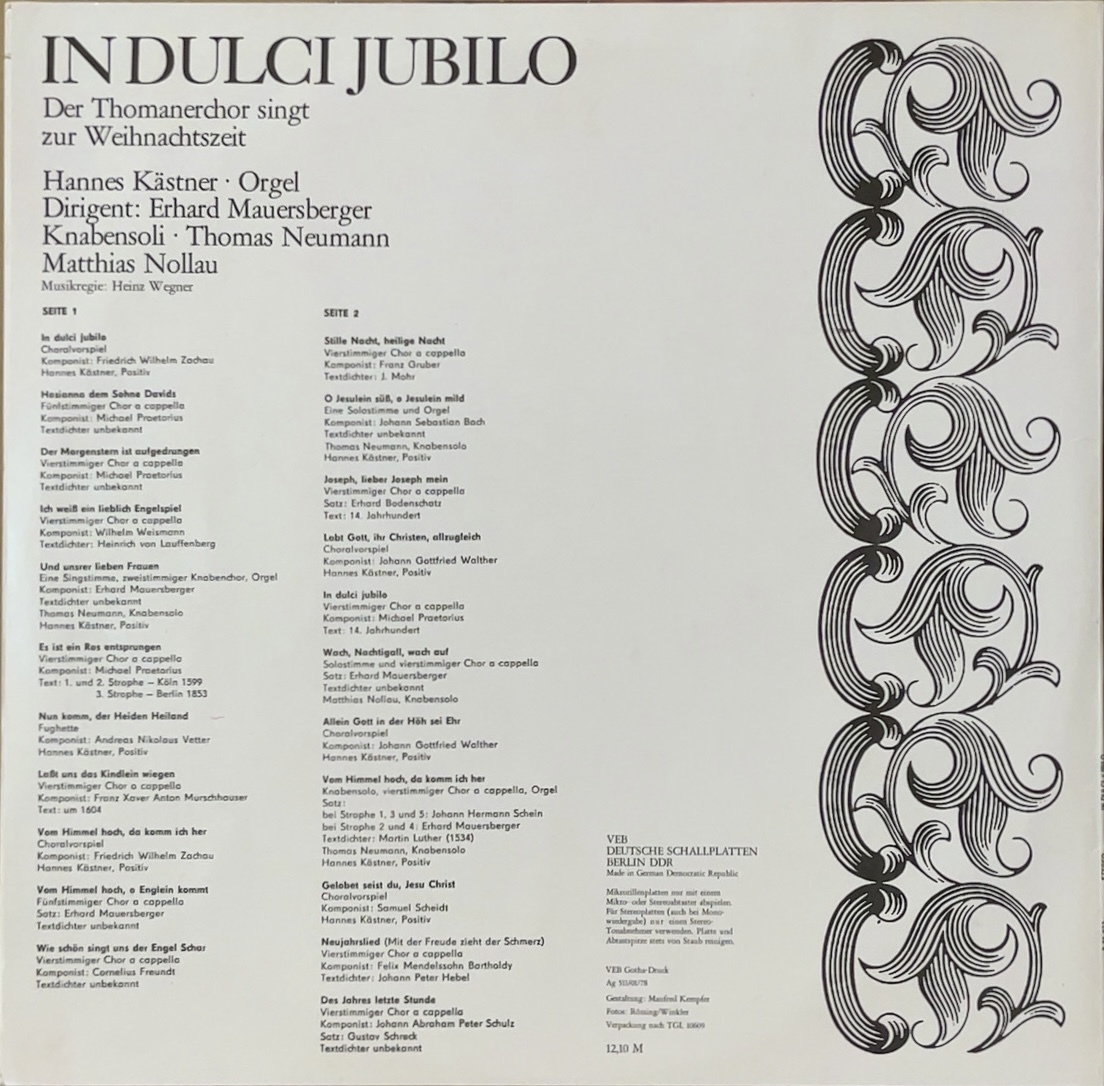 IN DULCI JUBILO
Der Thomanerchor singt
zur Weihnachtszeit
Hannes Kästner · Orgel
Dirigent: Erhard Mauersberger
Knabensoli · Thomas Neumann
Matthias Nollau
Musikregie: Heinz Wegner
SEITE 1
In dulci jubilo
Choralvorspiel
Komponist: Friedrich Wilhelm Zachau
Hannes Kästner, Positiv
Hosianna dem Sohne Davids
Fünfstimmiger Chor a cappella
Komponist: Michael Praetorius
Textdichter unbekannt
Der Morgenstern ist aufgedrungen
Vierstimmiger Chor a cappella
Komponist: Michael Praetorius
Textdichter unbekannt
Ich weiß ein lieblich Engelspiel
Vierstimmiger Chor a cappella
Komponist: Wilhelm Weismann
Textdichter: Heinrich von Lauffenberg
Und unsrer lieben Frauen
Eine Singstimme, zweistimmiger Knabenchor, Orgel
Komponist: Erhard Mauersberger
Textdichter unbekannt
Thomas Neumann, Knabensolo
Hannes Kästner, Positiv
Es ist ein Ros entsprungen
Vierstimmiger Chor a cappella
Komponist: Michael Praetorius
Text: 1. und 2. Strophe – Köln 1599
3. Strophe – Berlin 1853
Nun komm, der Heiden Heiland
Fughette
Komponist: Andreas Nikolaus Vetter
Hannes Kästner, Positiv
Laßt uns das Kindlein wiegen
Vierstimmiger Chor a cappella
Komponist: Franz Xaver Anton Murschhauser
Text: um 1604
Vom Himmel hoch, da komm ich her
Choralvorspiel
Komponist: Friedrich Wilhelm Zachau
Hannes Kästner, Positiv
Vom Himmel hoch, o Englein kommt
Fünfstimmiger Chor a cappella
Satz: Erhard Mauersberger
Textdichter unbekannt
Wie schön singt uns der Engel Schar
Vierstimmiger Chor a cappella
Komponist: Cornelius Freundt
Textdichter unbekannt
SEITE 2
Stille Nacht, heilige Nacht
Vierstimmiger Chor a cappella
Komponist: Franz Gruber
Textdichter: J. Mohr
O Jesulein süß, o Jesulein mild
Eine Solostimme und Orgel
Komponist: Johann Sebastian Bach
Textdichter unbekannt
Thomas Neumann, Knabensolo
Hannes Kästner, Positiv
Joseph, lieber Joseph mein
Vierstimmiger Chor a cappella
Satz: Erhard Bodenschatz
Text: 14. Jahrhundert
Lobt Gott, ihr Christen, allzugleich
Choralvorspiel
Komponist: Johann Gottfried Walther
Hannes Kästner, Positiv
In dulci jubilo
Vierstimmiger Chor a cappella
Komponist: Michael Praetorius
Text: 14. Jahrhundert
Wach, Nachtigall, wach auf
Solostimme und vierstimmiger Chor a cappella
Satz: Erhard Mauersberger
Textdichter unbekannt
Matthias Nollau, Knabensolo
Allein Gott in der Höh sei Ehr
Choralvorspiel
Komponist: Johann Gottfried Walther
Hannes Kästner, Positiv
Vom Himmel hoch, da komm ich her
Knabensolo, vierstimmiger Chor a cappella, Orgel
Satz:
bei Strophe 1, 3 und 5: Johann Hermann Schein
bei Strophe 2 und 4: Erhard Mauersberger
Textdichter: Martin Luther (1534)
Thomas Neumann, Knabensolo
Hannes Kästner, Positiv
Gelobet seist du, Jesu Christ
Choralvorspiel
Komponist: Samuel Scheidt
Hannes Kästner, Positiv
Neujahrslied (Mit der Freude zieht der Schmerz)
Vierstimmiger Chor a cappella
Komponist: Felix Mendelssohn Bartholdy
Textdichter: Johann Peter Hebel
Des Jahres letzte Stunde
Vierstimmiger Chor a cappella
Komponist: Johann Abraham Peter Schulz
Satz: Gustav Schreck
Textdichter unbekannt
VEB
DEUTSCHE SCHALLPLATTEN
BERLIN DDR
Made in German Democratic Republic
Mikrorillenplatten nur mit einem
Mikro- oder Stereoabtaster abspielen.
Für Stereoplatten (auch bei Mono-
wiedergabe) nur einen Stereo-
Tonabnehmer verwenden. Platte und
Abtastspitze stets von Staub reinigen.
VEB Gotha-Druck
Ag 511/01/78
Gestaltung: Manfred Kempfer
Fotos: Röming/Winkler
Verpackung nach TGL 10609
12,10 M